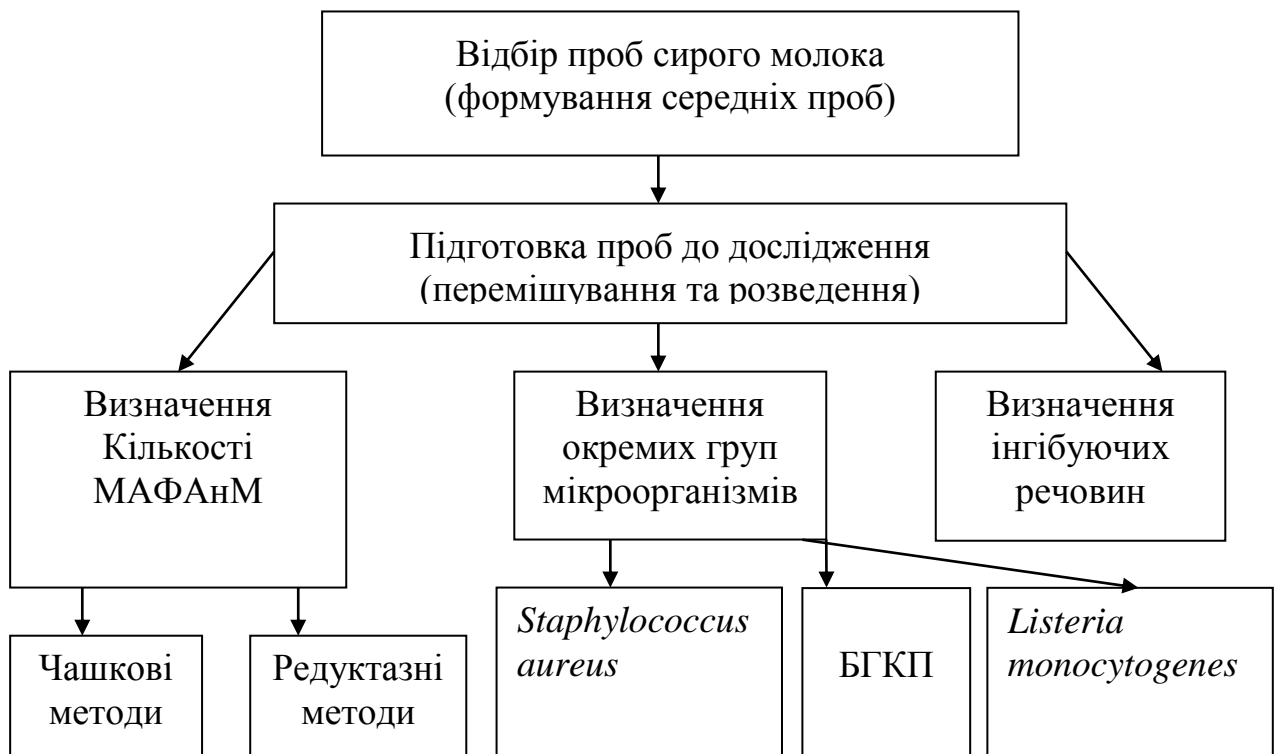 Відбір проб сирого молока
(формування середніх проб)
Підготовка проб до дослідження
(перемішування та розведення)
Визначення
Кількості
МАФАнМ
Визначення
окремих груп
мікроорганізмів
Визначення
інгібуючих
речовин
Чашкові
методи
Редуктазні
методи
Staphylococcus
aureus
БГКП
Listeria
monocytogenes